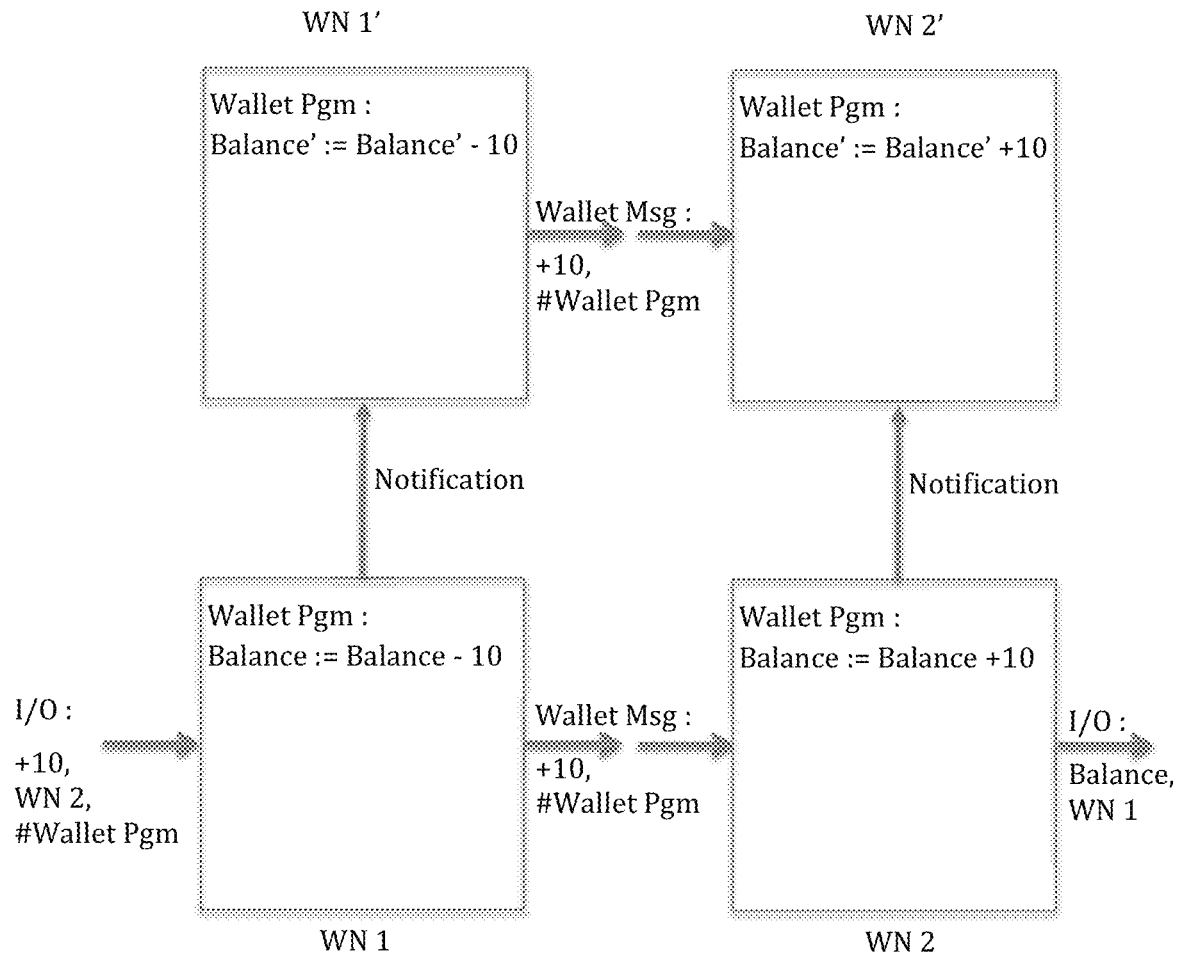 WN 1’
WN 2’
Wallet Pgm :
Balance’ := Balance’ - 10
Wallet Pgm :
Balance’ := Balance’ +10
Wallet Msg :
+10,
#Wallet Pgm
Notification
Notification
Wallet Pgm :
Balance := Balance - 10
Wallet Pgm :
Balance := Balance +10
I/O :
+10,
WN 2,
#Wallet Pgm
Wallet Msg :
+10,
#Wallet Pgm
I/O :
Balance,
WN 1
WN 1
WN 2